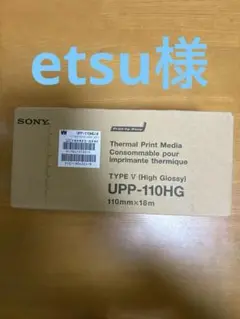 etsu様
SONY
Thermal Print Media
Consommable pour
imprimante thermique
TYPE V (High Glossy)
UPP-110HG
110mm×18m